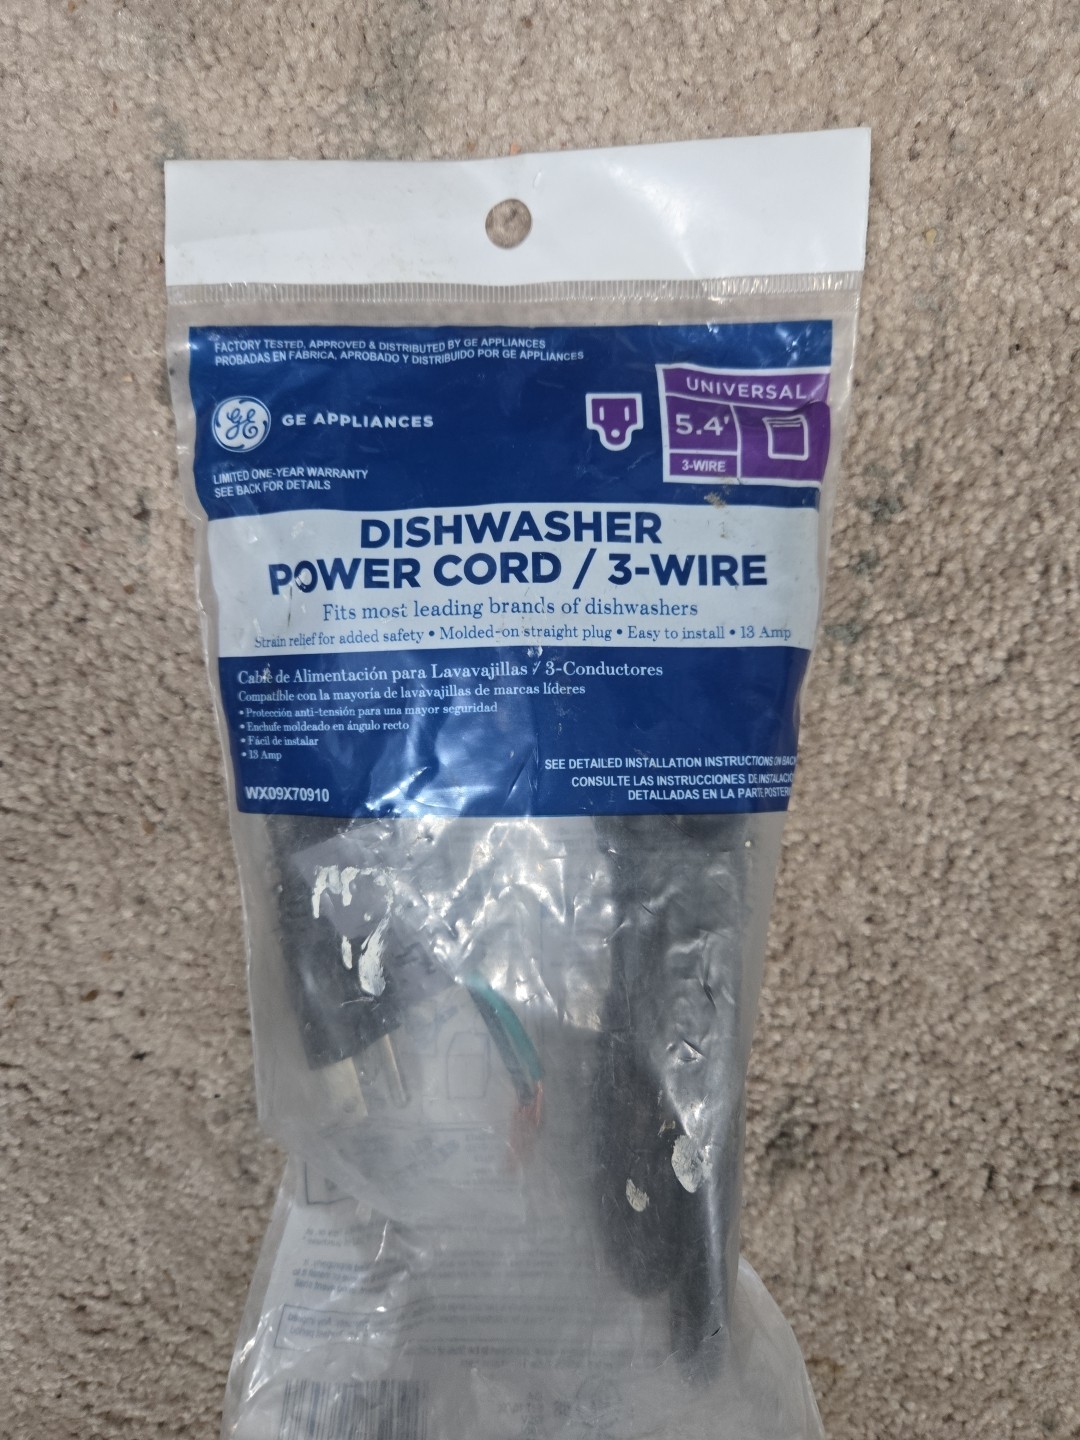 FACTORY TESTED, APPROVED & DISTRIBUTED BY GE APPLIANCES
PROBADAS EN FÁBRICA, APROBADO Y DISTRIBUIDO POR GE APPLIANCES
GE
GE APPLIANCES
UNIVERSAL
5.4'
3-WIRE
LIMITED ONE-YEAR WARRANTY
SEE BACK FOR DETAILS
DISHWASHER
POWER CORD / 3-WIRE
Fits most leading brands of dishwashers
Strain relief for added safety • Molded-on straight plug • Easy to install • 13 Amp
Cable de Alimentación para Lavavajillas / 3-Conductores
Compatible con la mayoría de lavavajillas de marcas líderes
• Protección anti-tensión para una mayor seguridad
• Enchufe moldeado en ángulo recto
• Fácil de instalar
• 13 Amp
SEE DETAILED INSTALLATION INSTRUCTIONS ON BACK
CONSULTE LAS INSTRUCCIONES DE INSTALACIÓ
DETALLADAS EN LA PARTE POSTERI
WX09X70910